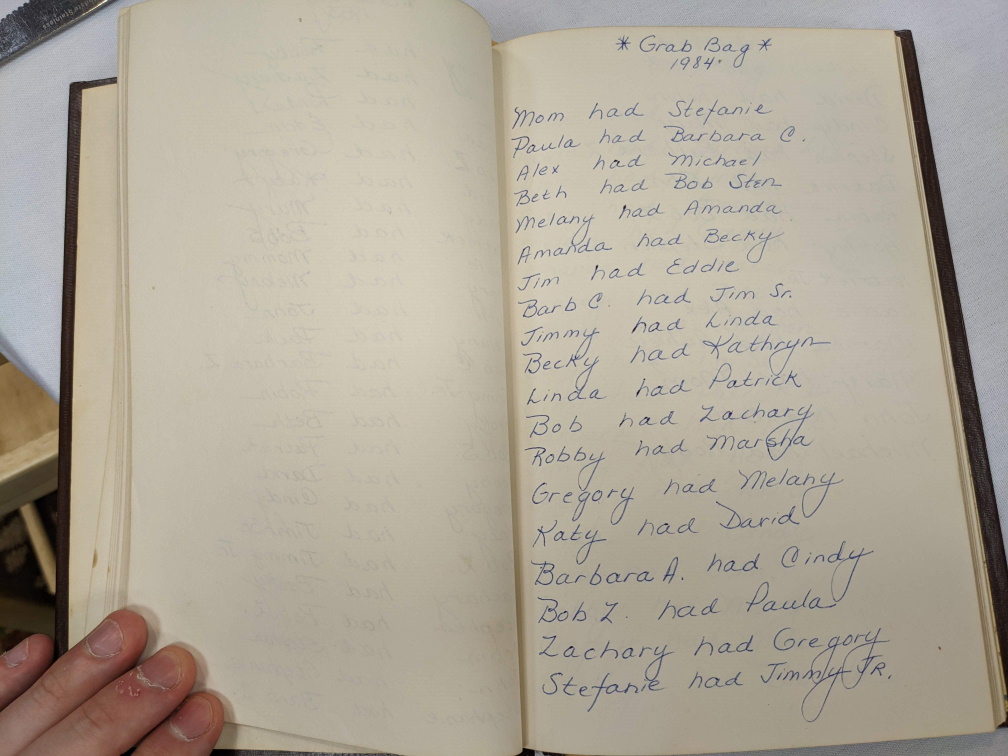 * Grab Bag *
1984.
Mom had Stefanie
Paula had Barbara C.
Alex had Michael
Beth had Bob Sten
Melany had Amanda
Amanda had Becky
Jim had Eddie
Barb C. had Jim Sr.
Jimmy had Linda
Becky had Kathryn
Linda had Patrick
Bob had Zachary
Robby had Marsha
Gregory had Melany
Katy had David
Barbara A. had Cindy
Bob Z. had Paula
Zachary had Gregory
Stefanie had Jimmy JR.